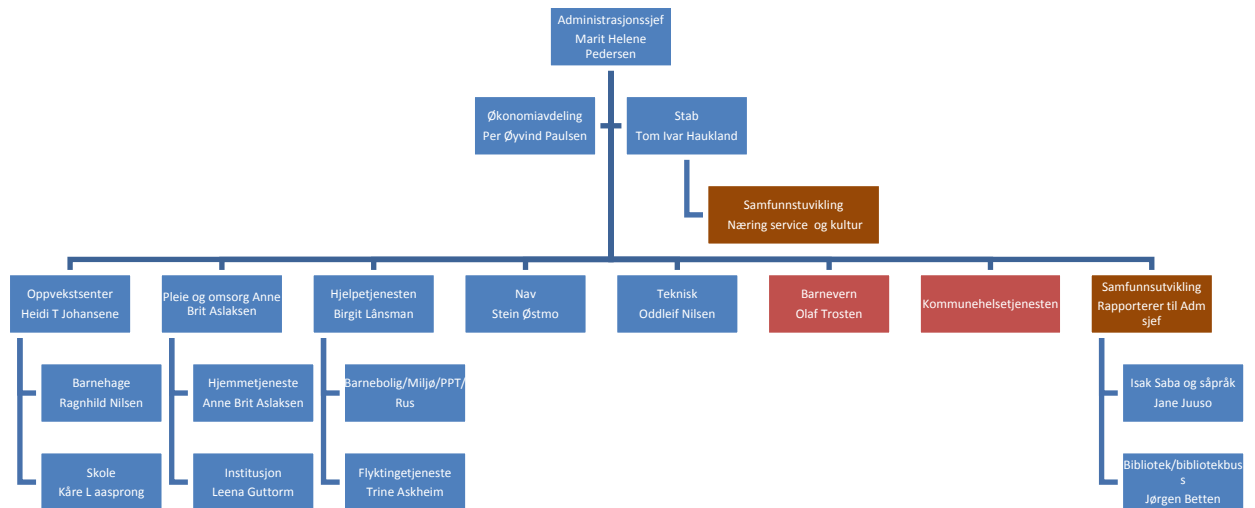 Administrasjonssjef
Marit Helene
Pedersen
Økonomiavdeling
Per Øyvind Paulsen
Stab
Tom Ivar Haukland
Samfunnstuvikling
Næring service og kultur
Oppvekstsenter
Heidi T Johansene
Pleie og omsorg Anne
Brit Aslaksen
Hjelpetjenesten
Birgit Lånsman
Nav
Stein Østmo
Teknisk
Oddleif Nilsen
Barnevern
Olaf Trosten
Kommunehelsetjenesten
Samfunnsutvikling
Rapporterer til Adm
sjef
Barnehage
Ragnhild Nilsen
Hjemmetjeneste
Anne Brit Aslaksen
Barnebolig/Miljø/PPT/
Rus
Isak Saba og såpråk
Jane Juuso
Skole
Kåre L aasprong
Institusjon
Leena Guttorm
Flyktingetjeneste
Trine Askheim
Bibliotek/bibliotekbus
s
Jørgen Betten